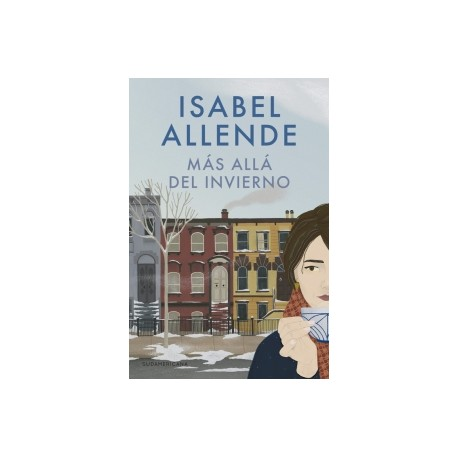 ISABEL
ALLENDE
MÁS ALLÁ
DEL INVIERNO
SUDAMERICANA